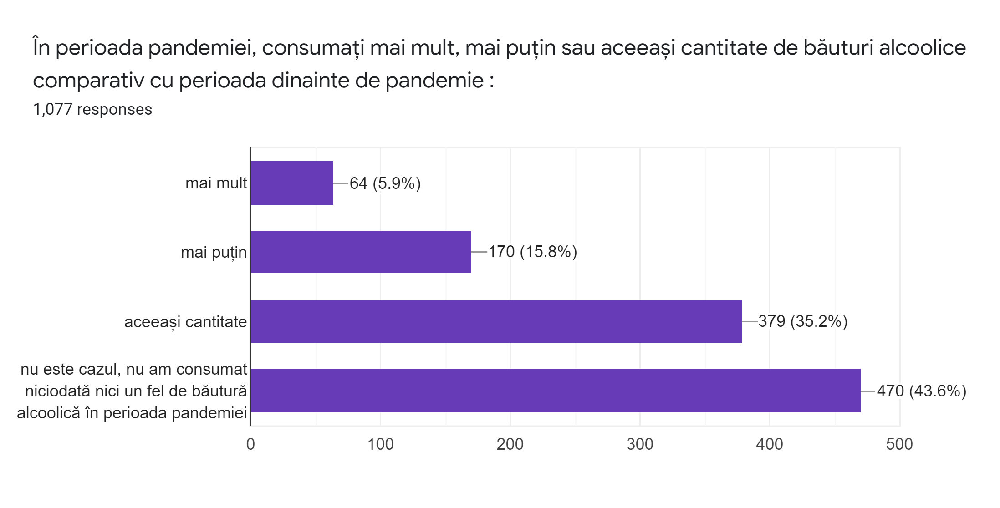 În perioada pandemiei, consumați mai mult, mai puțin sau aceeași cantitate de băuturi alcoolice
comparativ cu perioada dinainte de pandemie :
1,077 responses
mai mult
64 (5.9%)
mai puțin
170 (15.8%)
aceeași cantitate
379 (35.2%)
nu este cazul, nu am consumat
niciodată nici un fel de băutură
alcoolică în perioada pandemiei
470 (43.6%)
0 100 200 300 400 500